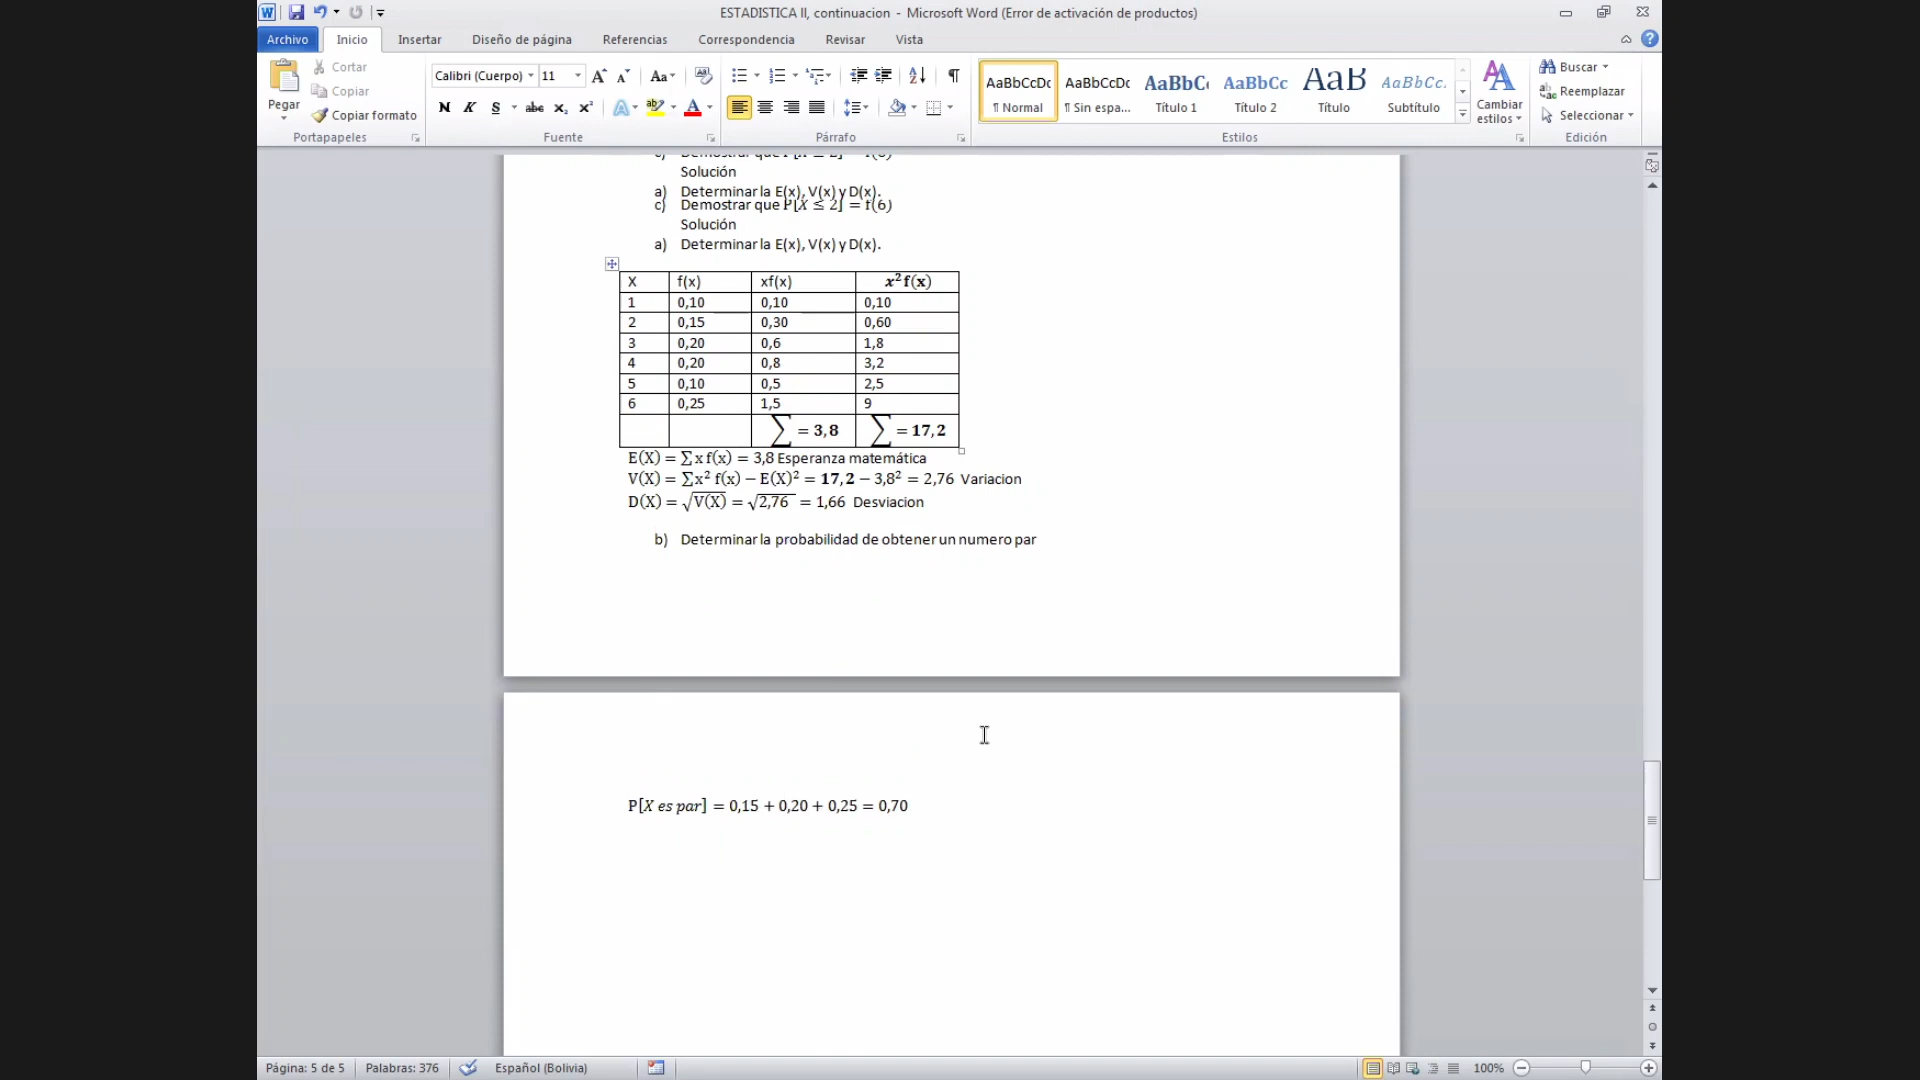 ESTADISTICA II, continuacion - Microsoft Word (Error de activación de productos)
Archivo Inicio Insertar Diseño de página Referencias Correspondencia Revisar Vista
Pegar
Cortar
Copiar
Copiar formato
Portapapeles
Calibri (Cuerpo) 11
Fuente
Párrafo
AaBbCcDc AaBbCcDc AaBbC AaBbCc AaB AaBbCc.
¶ Normal ¶ Sin espa... Título 1 Título 2 Título Subtítulo
Estilos
Cambiar estilos
Buscar
Reemplazar
Seleccionar
Edición
Solución
a) Determinar la E(x), V(x) y D(x).
c) Demostrar que P[X ≤ 2] = f(6)
Solución
a) Determinar la E(x), V(x) y D(x).
X f(x) xf(x) x² f(x)
1 0,10 0,10 0,10
2 0,15 0,30 0,60
3 0,20 0,6 1,8
4 0,20 0,8 3,2
5 0,10 0,5 2,5
6 0,25 1,5 9
∑ = 3,8 ∑ = 17,2
E(X) = ∑x f(x) = 3,8 Esperanza matemática
V(X) = ∑x² f(x) − E(X)² = 17,2 − 3,8² = 2,76 Variacion
D(X) = √V(X) = √2,76 = 1,66 Desviacion
b) Determinar la probabilidad de obtener un numero par
P[X es par] = 0,15 + 0,20 + 0,25 = 0,70
Página: 5 de 5 Palabras: 376 Español (Bolivia) 100%